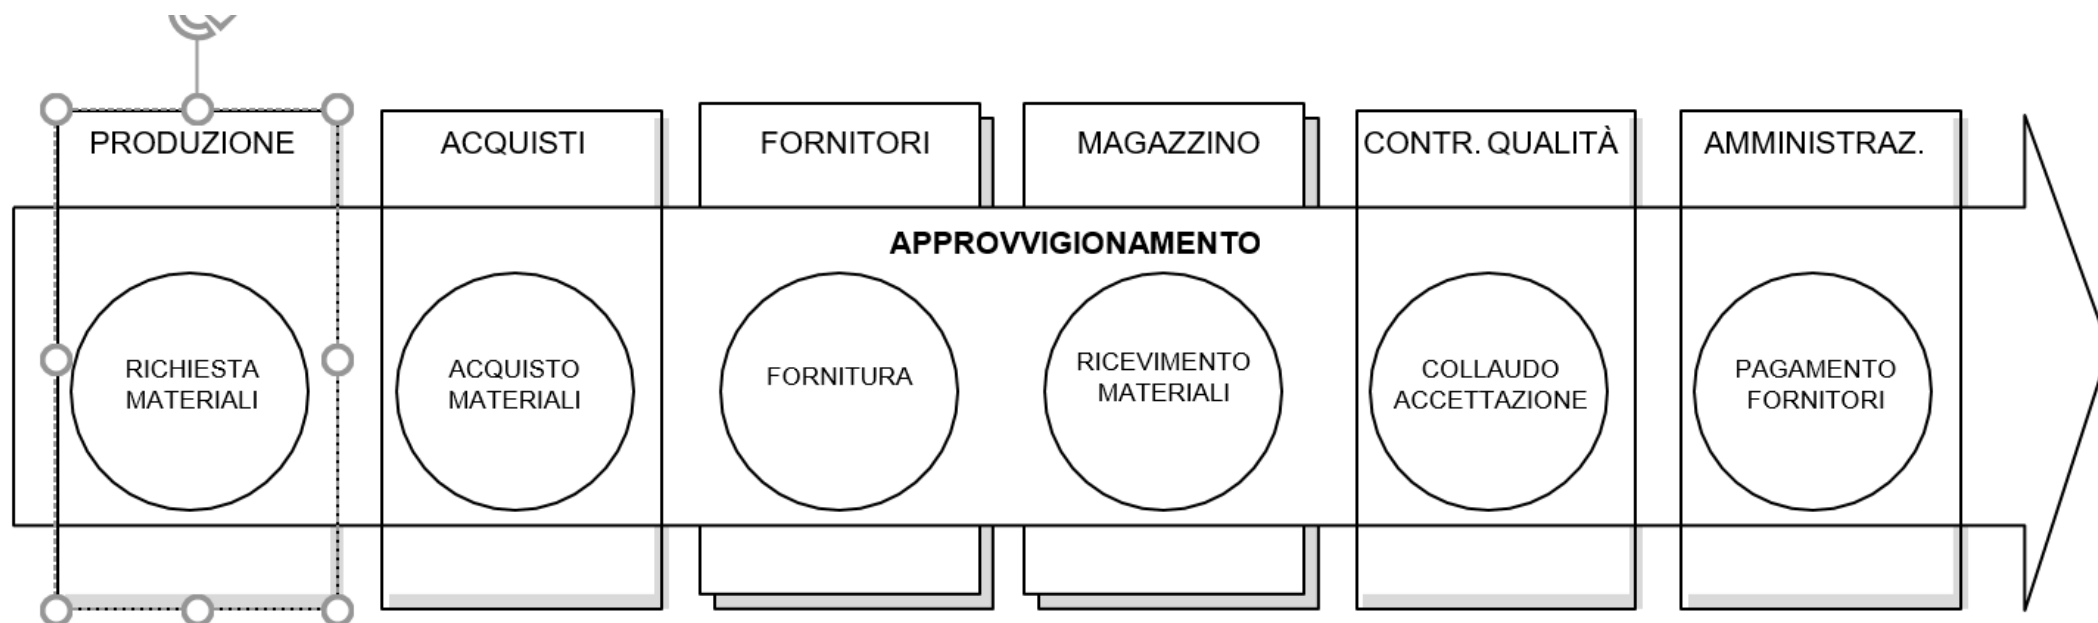 PRODUZIONE
ACQUISTI
FORNITORI
MAGAZZINO
CONTR. QUALITÀ
AMMINISTRAZ.
APPROVVIGIONAMENTO
RICHIESTA
MATERIALI
ACQUISTO
MATERIALI
FORNITURA
RICEVIMENTO
MATERIALI
COLLAUDO
ACCETTAZIONE
PAGAMENTO
FORNITORI